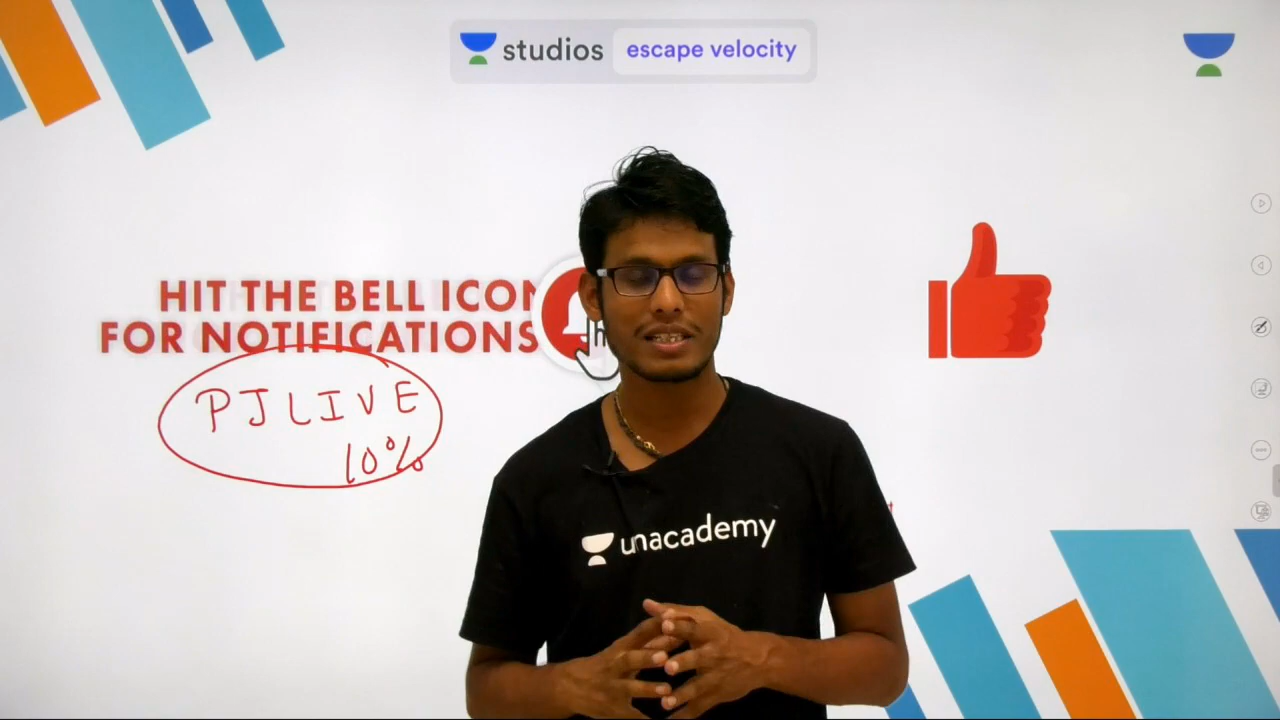 studios escape velocity
HIT THE BELL ICON
FOR NOTIFICATIONS
PJLIVE
10%
unacademy